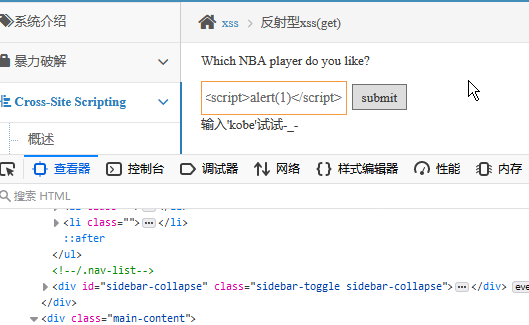 系统介绍
xss > 反射型xss(get)
暴力破解
Which NBA player do you like?
Cross-Site Scripting
<script>alert(1)</script>
submit
输入'kobe'试试-_-
概述
查看器 控制台 调试器 网络 样式编辑器 性能 内存
搜索 HTML
<li class=""> ··· </li>
::after
</ul>
<!--/.nav-list-->
<div id="sidebar-collapse" class="sidebar-toggle sidebar-collapse"> ··· </div> eve
</div>
<div class="main-content">